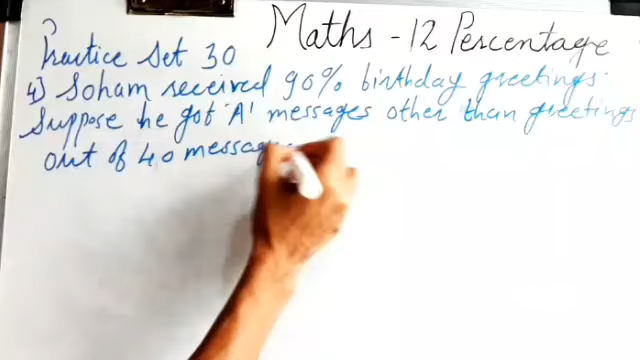 Maths - 12 Percentage
Practice Set 30
4) Soham received 90% birthday greetings.
Suppose he got 'A' messages other than greetings
out of 40 messag